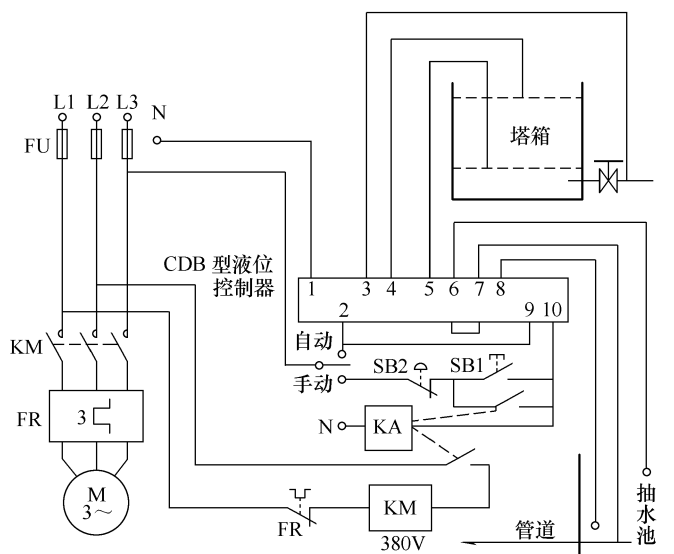 L1 L2 L3 N
FU
塔箱
CDB 型液位
控制器
1 3 4 5 6 7 8
2 9 10
自动
KM
手动 SB2 SB1
FR 3
N KA
M
3～
FR KM
380V
管道
抽水池